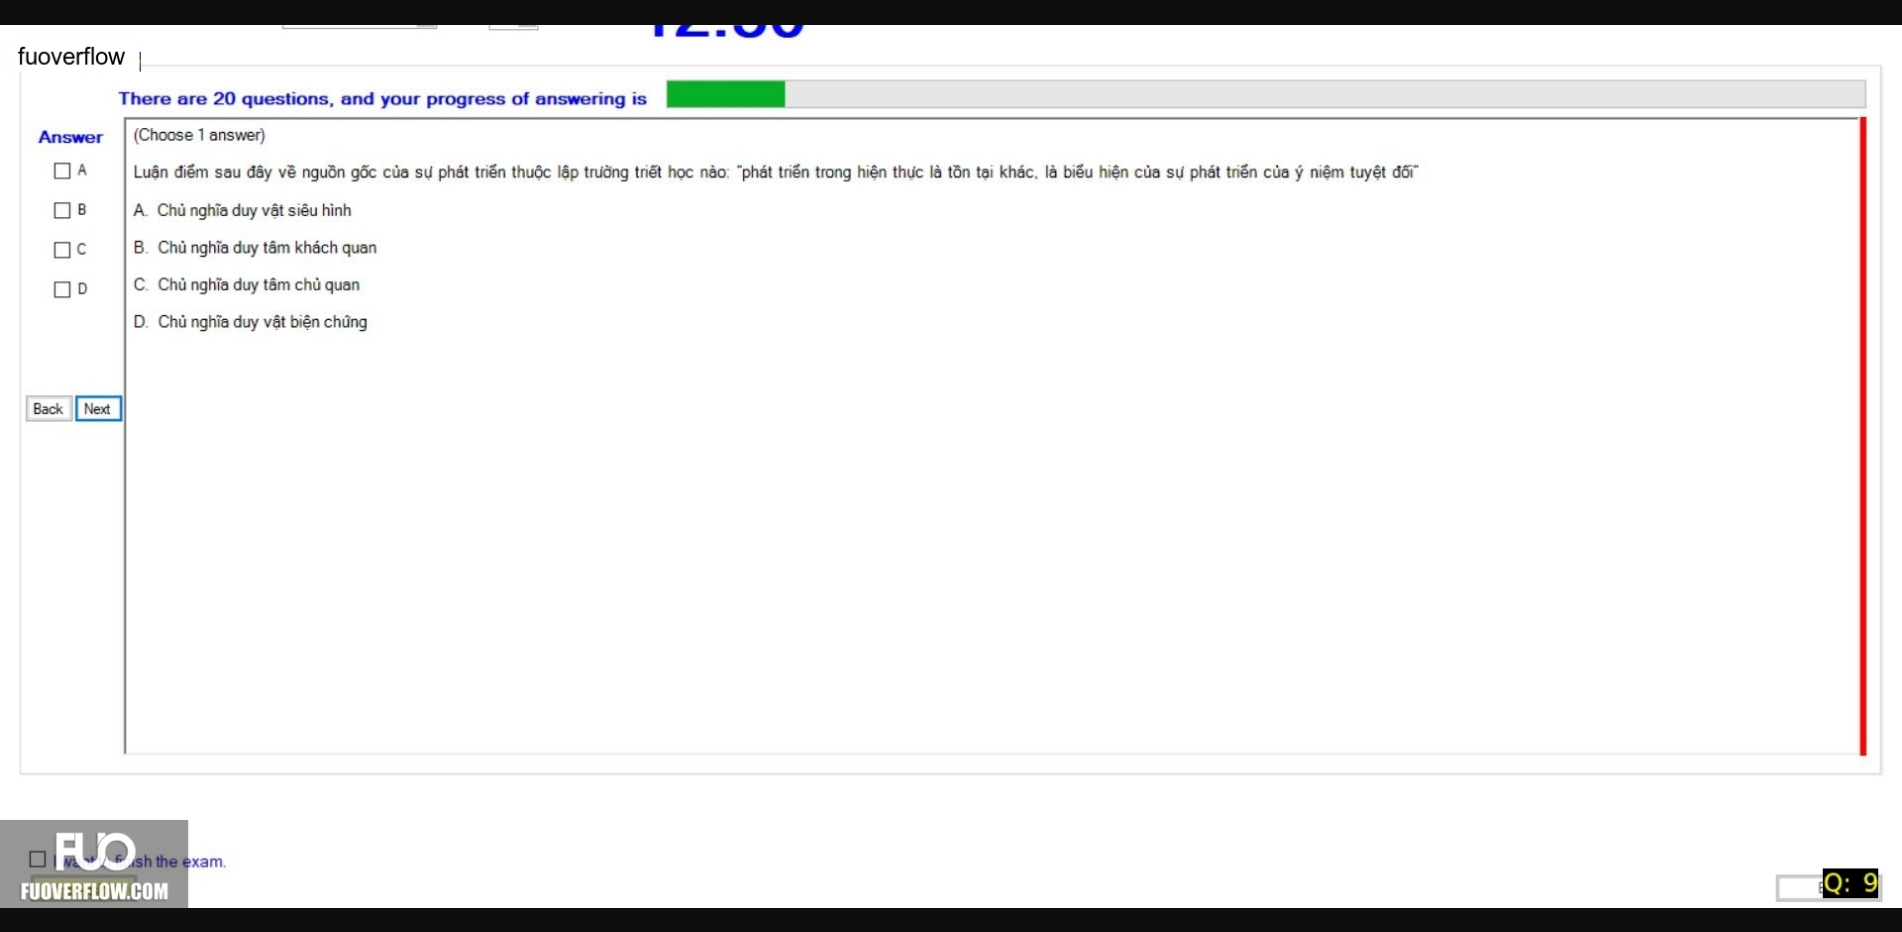 fuoverflow
There are 20 questions, and your progress of answering is
Answer
(Choose 1 answer)
A
Luận điểm sau đây về nguồn gốc của sự phát triển thuộc lập trường triết học nào: "phát triển trong hiện thực là tồn tại khác, là biểu hiện của sự phát triển của ý niệm tuyệt đối"
B
A. Chủ nghĩa duy vật siêu hình
C
B. Chủ nghĩa duy tâm khách quan
D
C. Chủ nghĩa duy tâm chủ quan
D. Chủ nghĩa duy vật biện chứng
Back Next
FUO
finish the exam.
FUOVERFLOW.COM
Q: 9